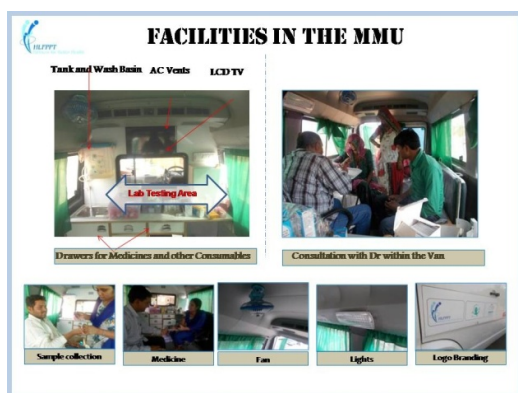 HLFPPT
FACILITIES IN THE MMU
Tank and Wash Basin AC Vents LCD TV
Lab Testing Area
Drawers for Medicines and other Consumables
Consultation with Dr within the Van
Sample collection
Medicine
Fan
Lights
Logo Branding